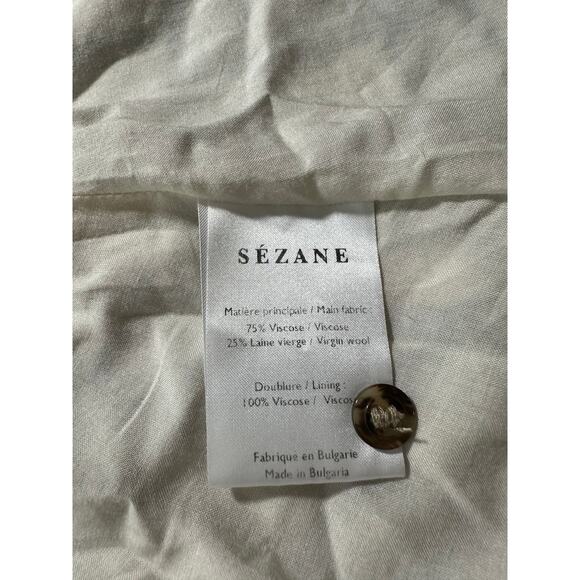 SÉZANE
Matière principale / Main fabric :
75% Viscose / Viscose
25% Laine vierge / Virgin wool
Doublure / Lining :
100% Viscose / Viscos
Fabrique en Bulgarie
Made in Bulgaria